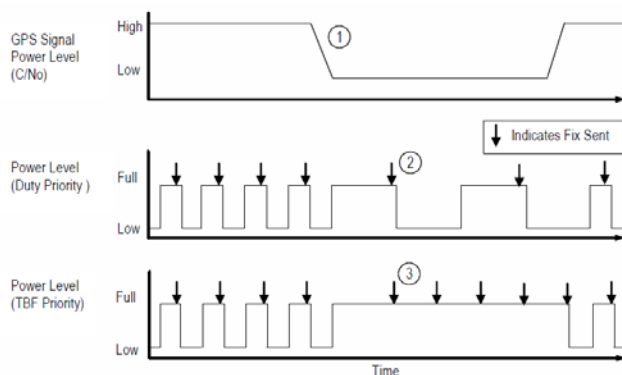 GPS Signal
Power Level
(C/No)
High
Low
1
Indicates Fix Sent
Power Level
(Duty Priority )
Full
Low
2
Power Level
(TBF Priority)
Full
Low
3
Time